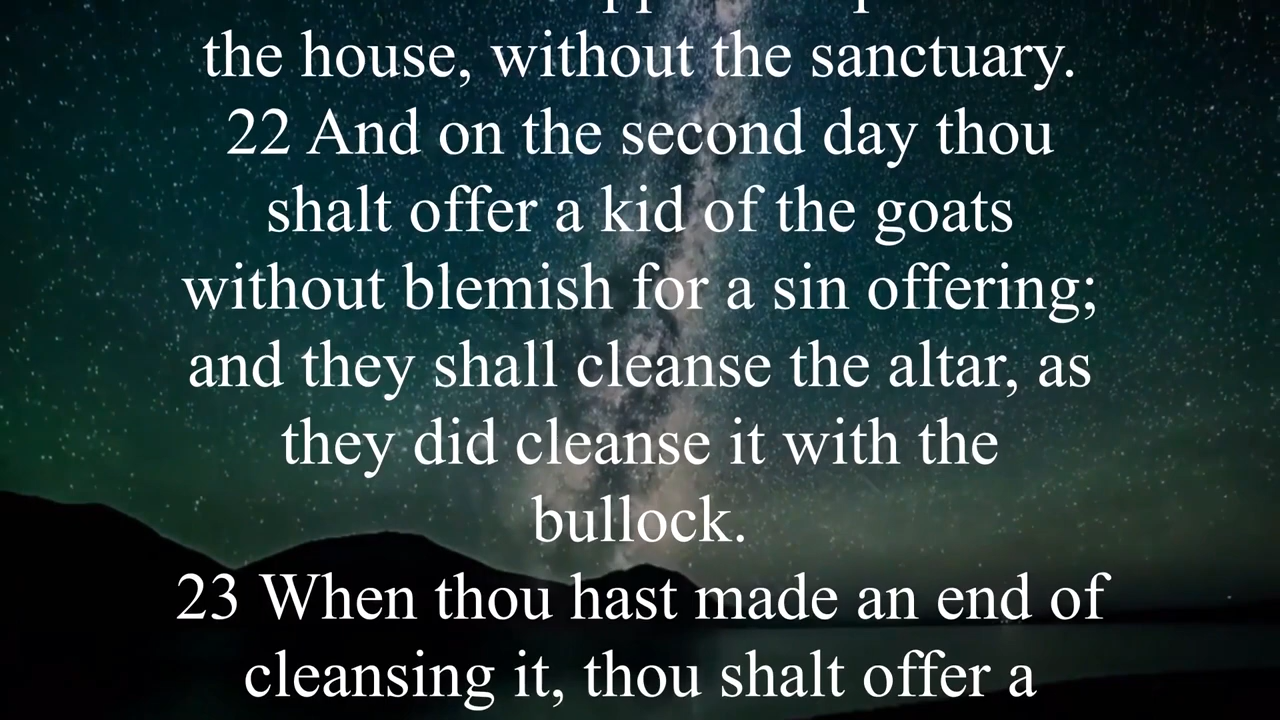 the house, without the sanctuary.
22 And on the second day thou
shalt offer a kid of the goats
without blemish for a sin offering;
and they shall cleanse the altar, as
they did cleanse it with the
bullock.
23 When thou hast made an end of
cleansing it, thou shalt offer a